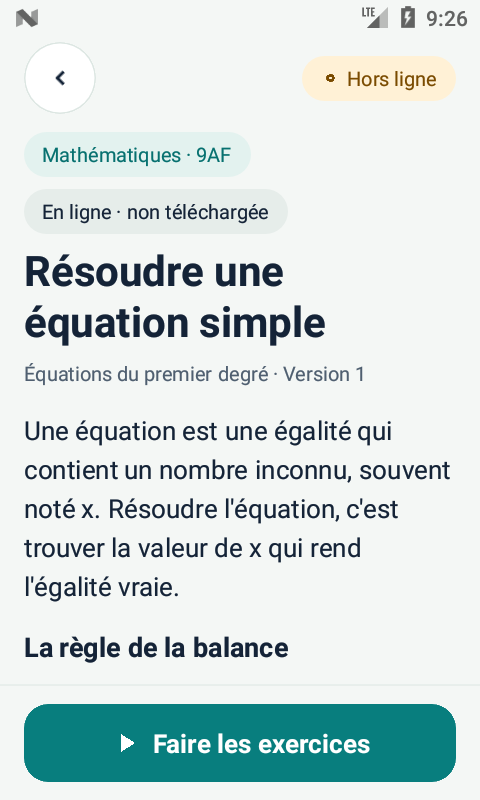 LTE 9:26
Hors ligne
Mathématiques · 9AF
En ligne · non téléchargée
Résoudre une
équation simple
Équations du premier degré · Version 1
Une équation est une égalité qui
contient un nombre inconnu, souvent
noté x. Résoudre l'équation, c'est
trouver la valeur de x qui rend
l'égalité vraie.
La règle de la balance
Faire les exercices